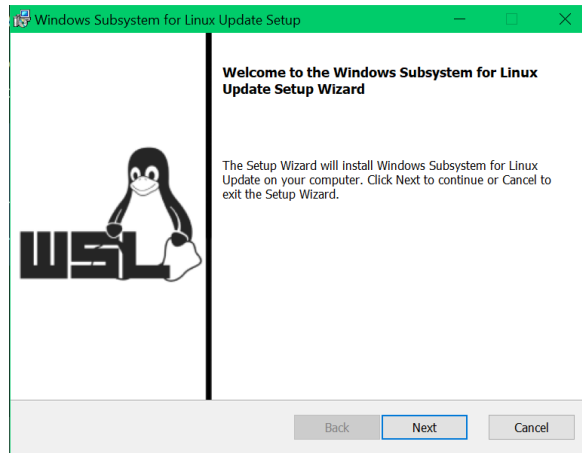 Windows Subsystem for Linux Update Setup
Welcome to the Windows Subsystem for Linux
Update Setup Wizard
The Setup Wizard will install Windows Subsystem for Linux
Update on your computer. Click Next to continue or Cancel to
exit the Setup Wizard.
WSL
Back Next Cancel